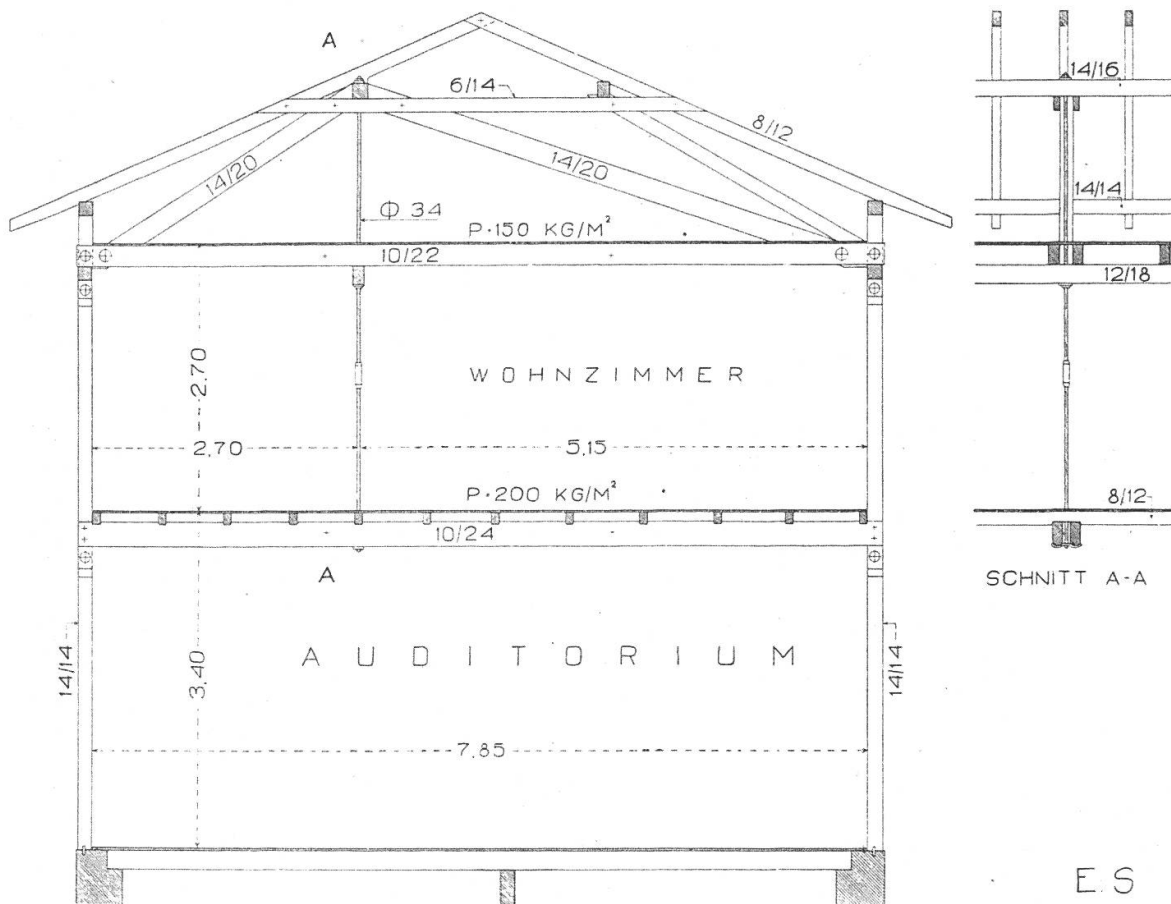 A
6/14
14/20
14/20
8/12
Φ 34
P·150 KG/M²
10/22
2.70
WOHNZIMMER
2.70
5.15
P·200 KG/M²
10/24
A
14/14
AUDITORIUM
14/14
3.40
7.85
14/16
14/14
12/18
8/12
SCHNITT A-A
E.S